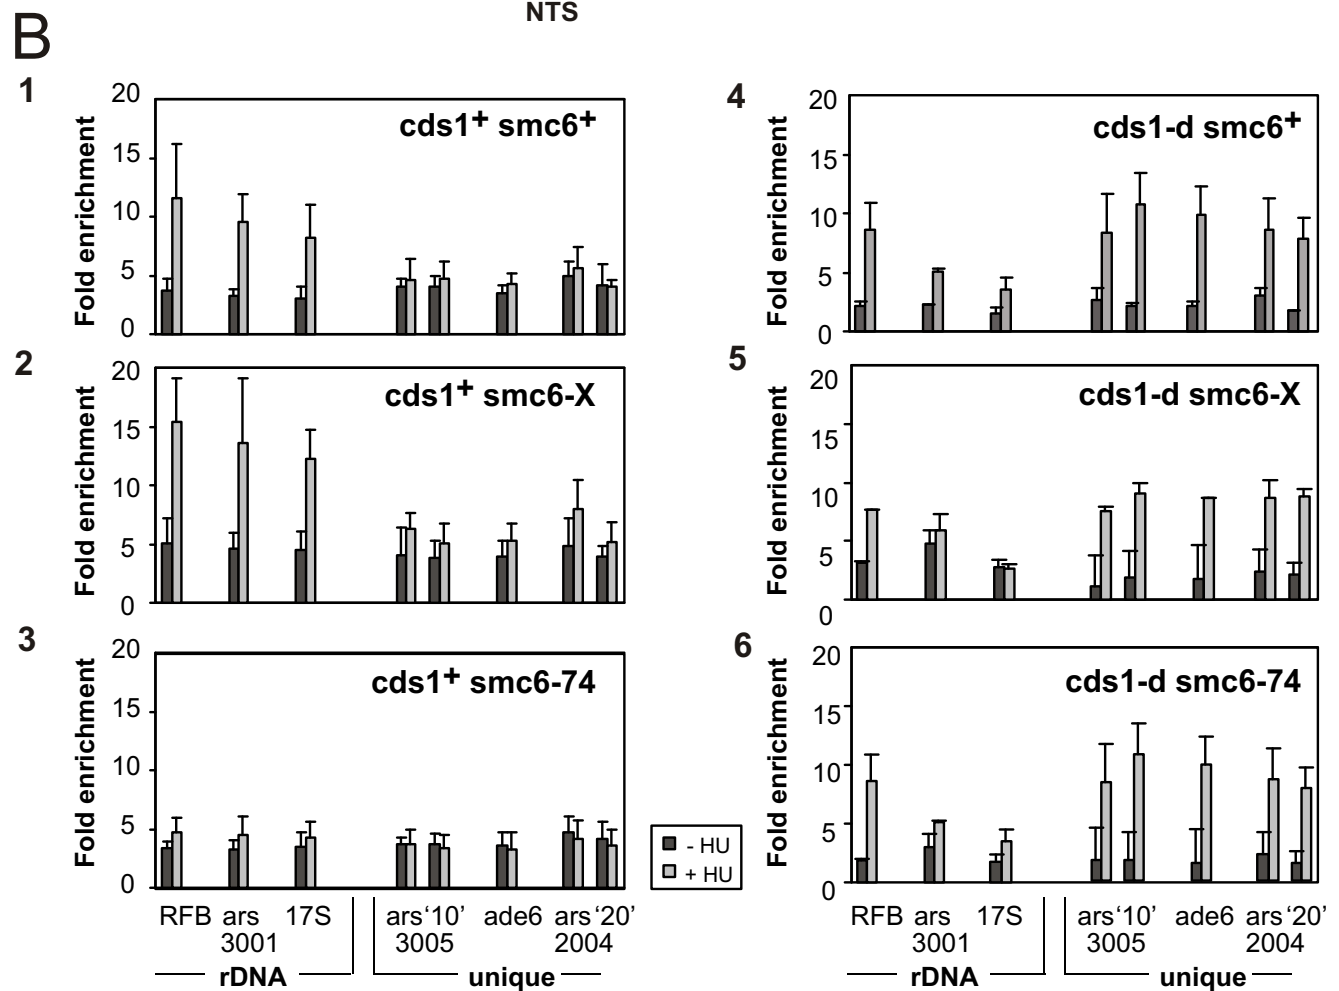 NTS
B
1
20
15
10
5
0
Fold enrichment
cds1+ smc6+
4
20
15
10
5
0
Fold enrichment
cds1-d smc6+
2
20
15
10
5
0
Fold enrichment
cds1+ smc6-X
5
20
15
10
5
0
Fold enrichment
cds1-d smc6-X
3
20
15
10
5
0
Fold enrichment
cds1+ smc6-74
- HU
+ HU
6
20
15
10
5
0
Fold enrichment
cds1-d smc6-74
RFB ars 17S ars ‘10’ ade6 ars ‘20’
3001 3005 2004
rDNA unique
RFB ars 17S ars ‘10’ ade6 ars ‘20’
3001 3005 2004
rDNA unique